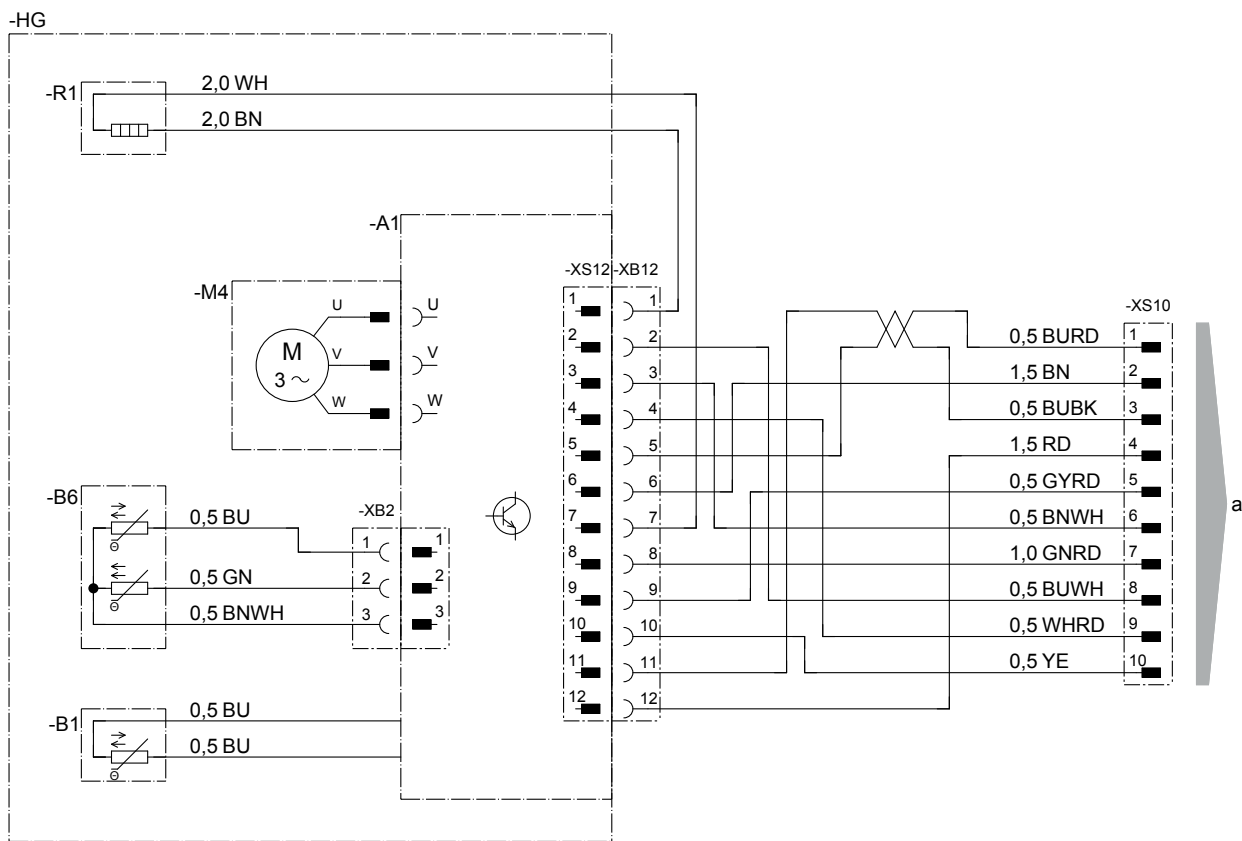 -HG
-R1
2,0 WH
2,0 BN
-A1
-M4
M
3 ~
U
V
W
U
V
W
-B6
0,5 BU
0,5 GN
0,5 BNWH
Θ
Θ
-XB2
1
2
3
1
2
3
-B1
0,5 BU
0,5 BU
Θ
-XS12
1
2
3
4
5
6
7
8
9
10
11
12
-XB12
1
2
3
4
5
6
7
8
9
10
11
12
-XS10
0,5 BURD 1
1,5 BN 2
0,5 BUBK 3
1,5 RD 4
0,5 GYRD 5
0,5 BNWH 6
1,0 GNRD 7
0,5 BUWH 8
0,5 WHRD 9
0,5 YE 10
a